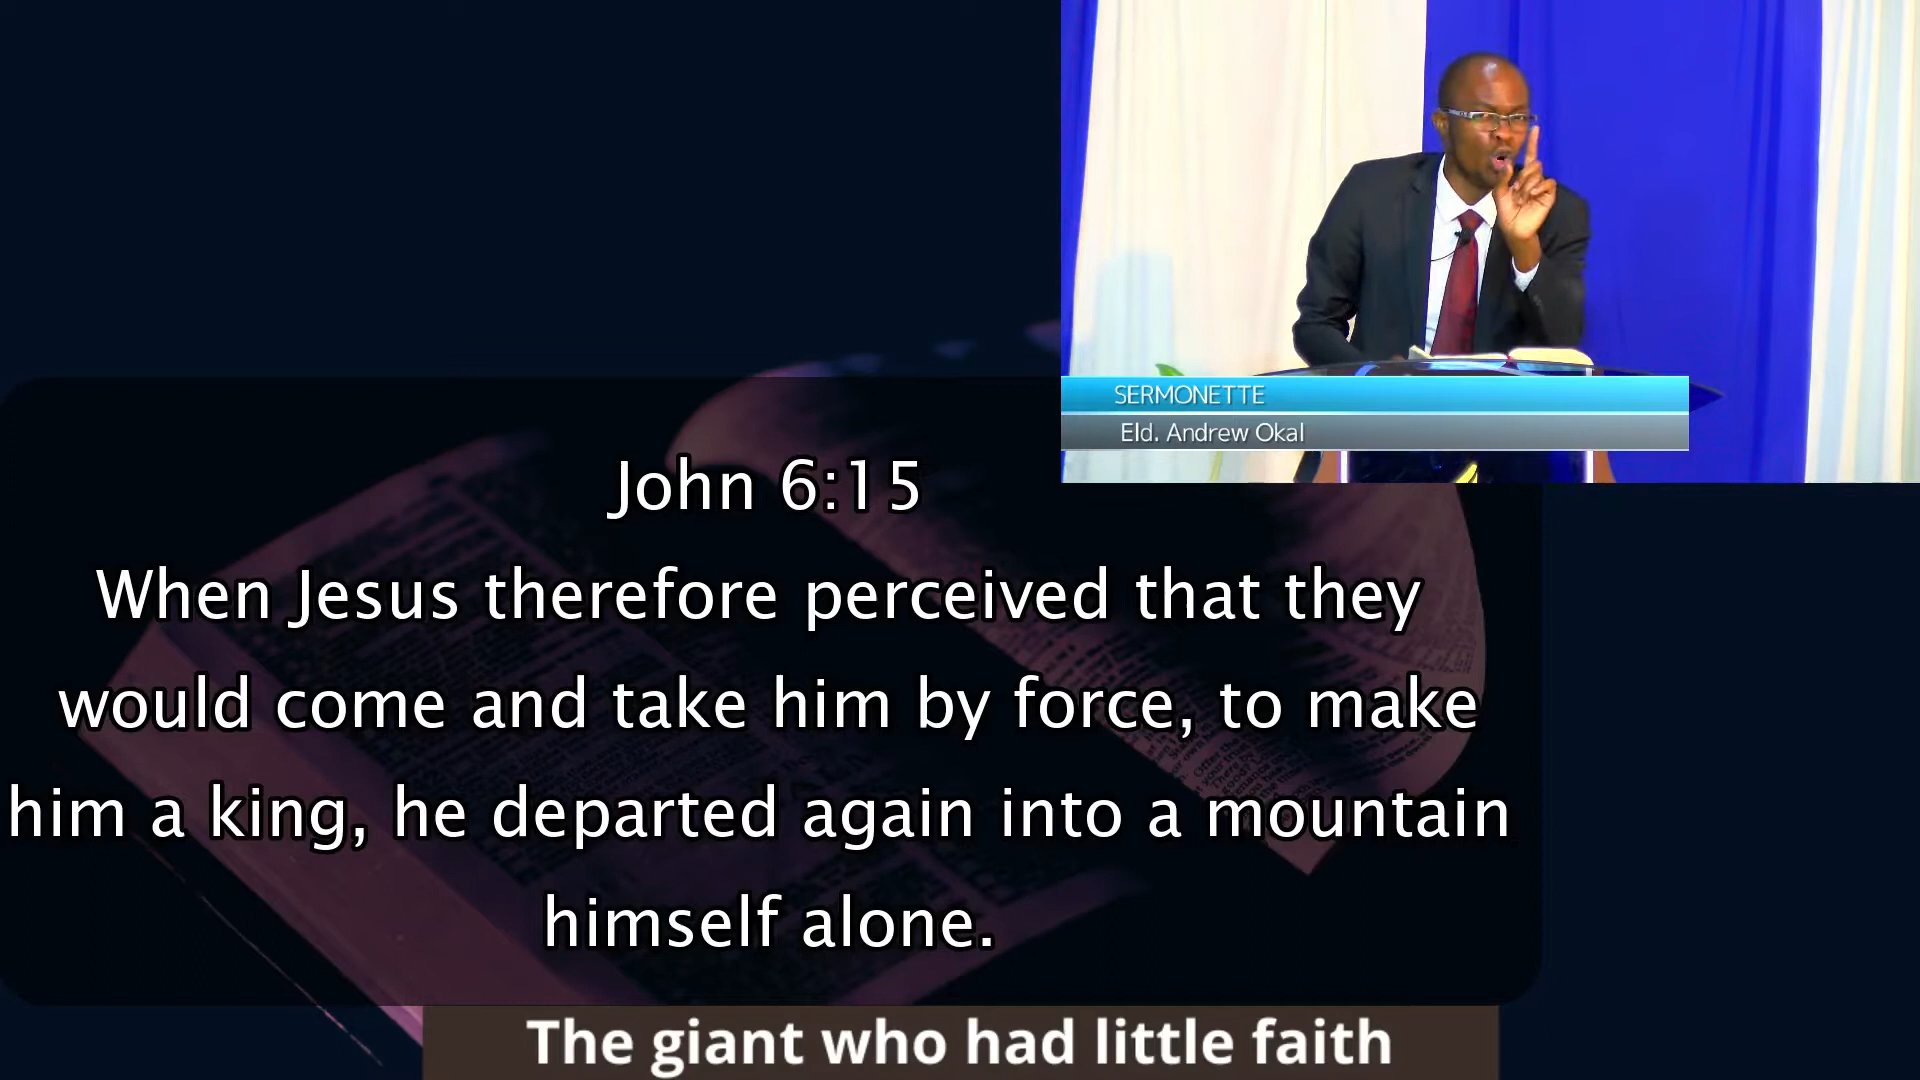 SERMONETTE
Eld. Andrew Okal
John 6:15
When Jesus therefore perceived that they
would come and take him by force, to make
him a king, he departed again into a mountain
himself alone.
The giant who had little faith